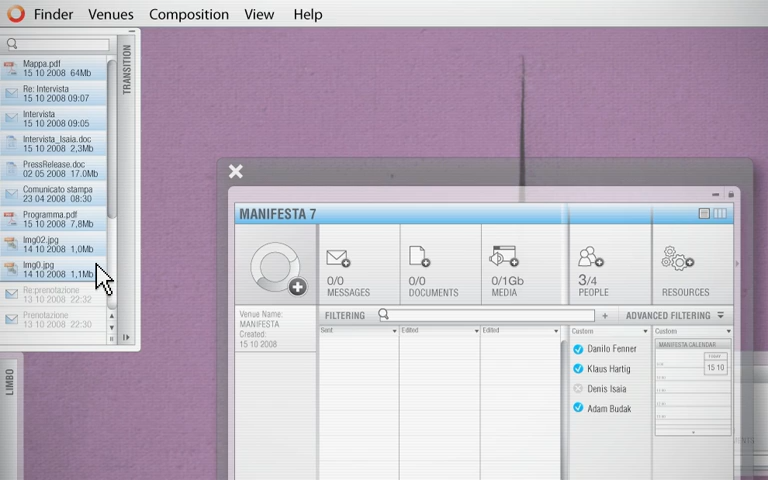 Finder Venues Composition View Help
TRANSITION
Mappa.pdf
15 10 2008 64Mb
Re: Intervista
15 10 2008 09:07
Intervista
15 10 2008 09:05
Intervista_Isaia.doc
15 10 2008 2,3Mb
PressRelease.doc
02 05 2008 17.0Mb
Comunicato stampa
23 04 2008 08:30
Programma.pdf
15 10 2008 7,8Mb
Img02.jpg
14 10 2008 1,0Mb
Img0.jpg
14 10 2008 1,1Mb
Re:prenotazione
13 10 2008 22:32
Prenotazione
13 10 2008 22:30
LIMBO
MANIFESTA 7
0/0
MESSAGES
0/0
DOCUMENTS
0/1Gb
MEDIA
3/4
PEOPLE
RESOURCES
Venue Name:
MANIFESTA
Created:
15 10 2008
FILTERING + ADVANCED FILTERING
Sent Edited Edited Custom Custom
Danilo Fenner
Klaus Hartig
Denis Isaia
Adam Budak
MANIFESTA CALENDAR
15 10